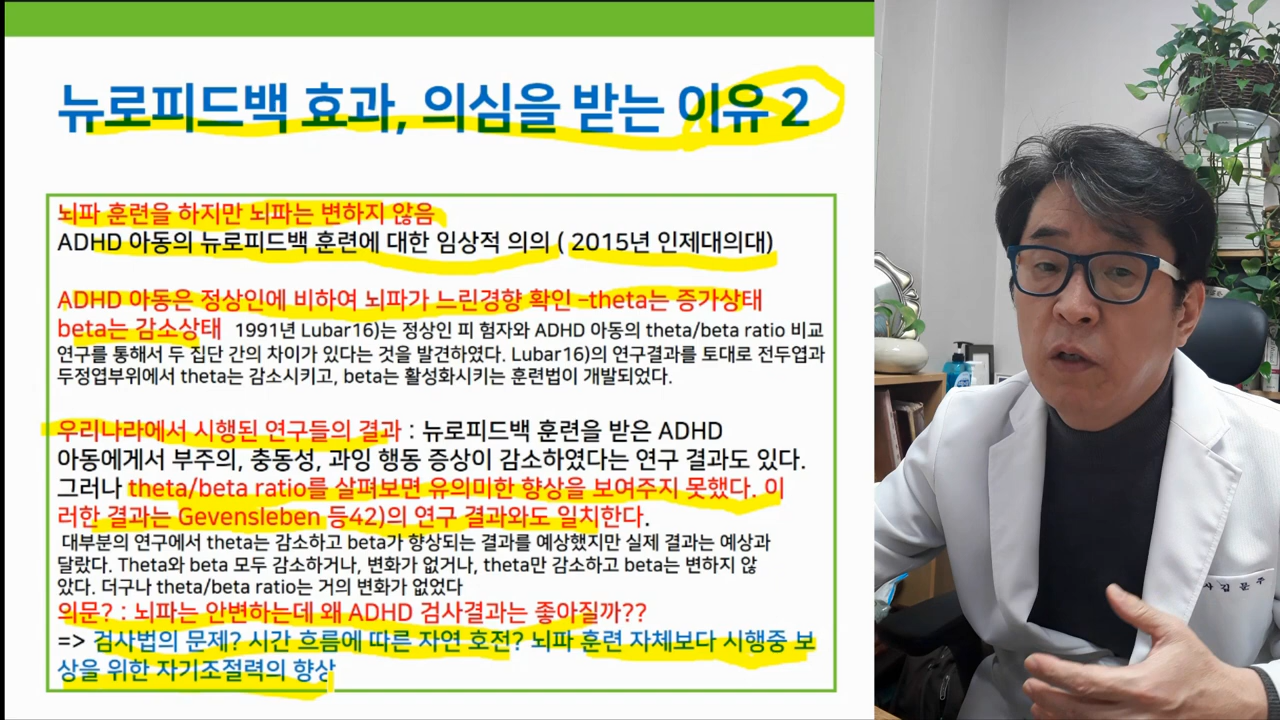 뉴로피드백 효과, 의심을 받는 이유 2
뇌파 훈련을 하지만 뇌파는 변하지 않음
ADHD 아동의 뉴로피드백 훈련에 대한 임상적 의의 ( 2015년 인제대의대)
ADHD 아동은 정상인에 비하여 뇌파가 느린경향 확인 –theta는 증가상태
beta는 감소상태 1991년 Lubar16)는 정상인 피 험자와 ADHD 아동의 theta/beta ratio 비교
연구를 통해서 두 집단 간의 차이가 있다는 것을 발견하였다. Lubar16)의 연구결과를 토대로 전두엽과
두정엽부위에서 theta는 감소시키고, beta는 활성화시키는 훈련법이 개발되었다.
우리나라에서 시행된 연구들의 결과 : 뉴로피드백 훈련을 받은 ADHD
아동에게서 부주의, 충동성, 과잉 행동 증상이 감소하였다는 연구 결과도 있다.
그러나 theta/beta ratio를 살펴보면 유의미한 향상을 보여주지 못했다. 이
러한 결과는 Gevensleben 등42)의 연구 결과와도 일치한다.
대부분의 연구에서 theta는 감소하고 beta가 향상되는 결과를 예상했지만 실제 결과는 예상과
달랐다. Theta와 beta 모두 감소하거나, 변화가 없거나, theta만 감소하고 beta는 변하지 않
았다. 더구나 theta/beta ratio는 거의 변화가 없었다
의문? : 뇌파는 안변하는데 왜 ADHD 검사결과는 좋아질까??
=> 검사법의 문제? 시간 흐름에 따른 자연 호전? 뇌파 훈련 자체보다 시행중 보
상을 위한 자기조절력의 향상
사 김 문 주